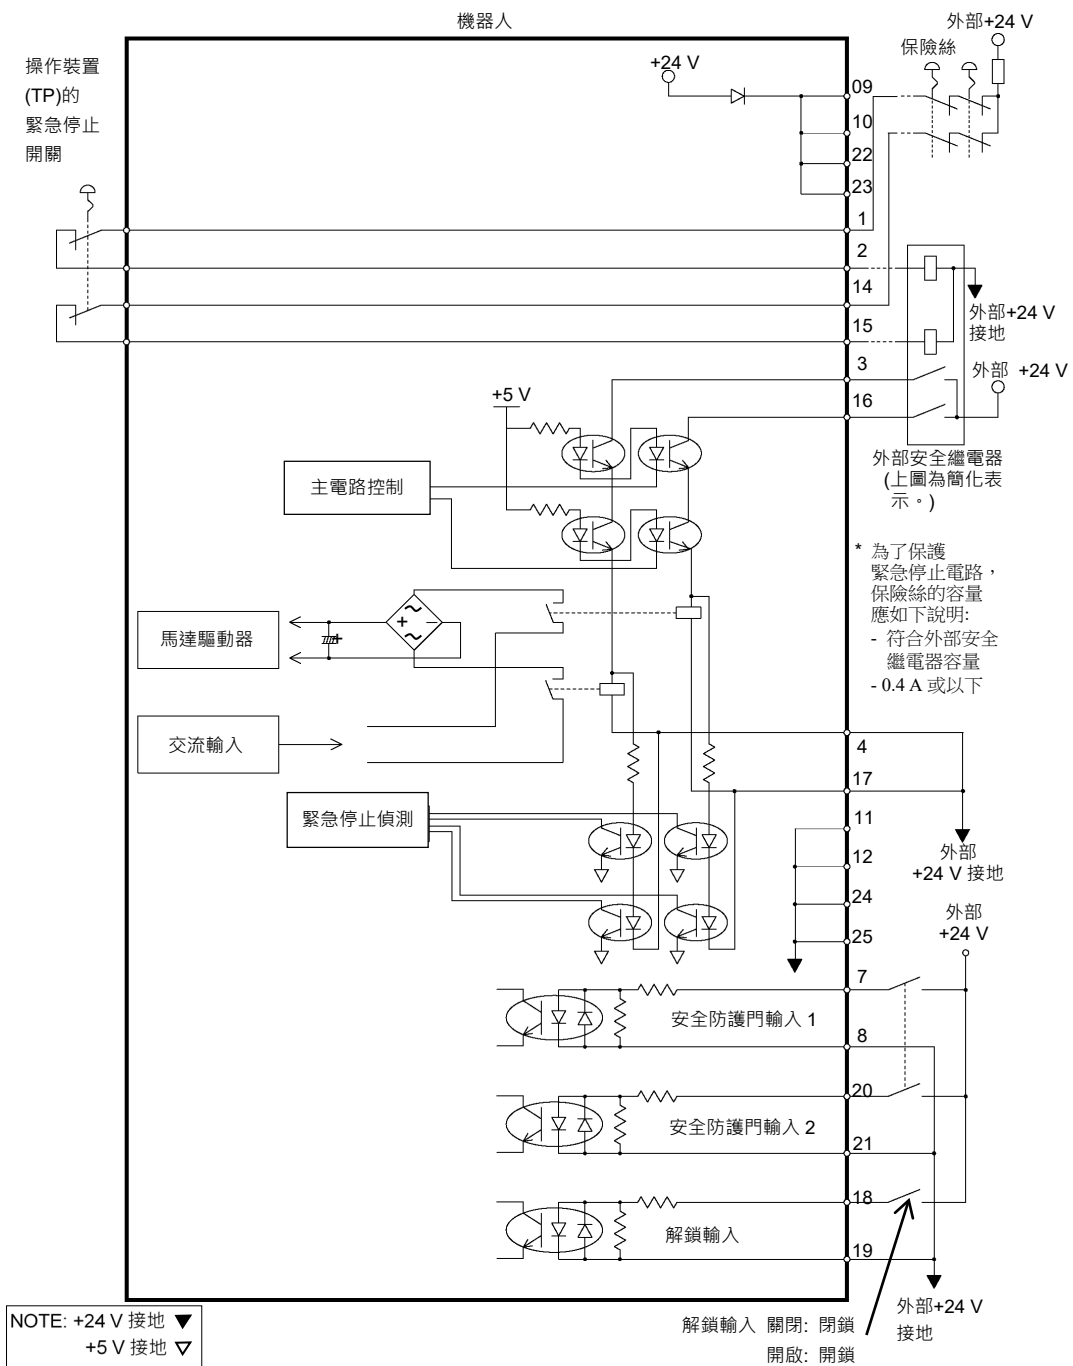 機器人
操作裝置
(TP)的
緊急停止
開關
+24 V
外部+24 V
保險絲
09
10
22
23
1
2
14
15
3
16
外部+24 V
接地
外部 +24 V
外部安全繼電器
(上圖為簡化表
示。)
+5 V
主電路控制
* 為了保護
緊急停止電路，
保險絲的容量
應如下說明:
- 符合外部安全
繼電器容量
- 0.4 A 或以下
馬達驅動器
交流輸入
緊急停止偵測
4
17
11
12
24
25
外部
+24 V 接地
外部
+24 V
7
安全防護門輸入 1
8
20
安全防護門輸入 2
21
18
解鎖輸入
19
外部+24 V
接地
解鎖輸入 關閉: 閉鎖
開啟: 開鎖
NOTE: +24 V 接地 ▼
+5 V 接地 ▽